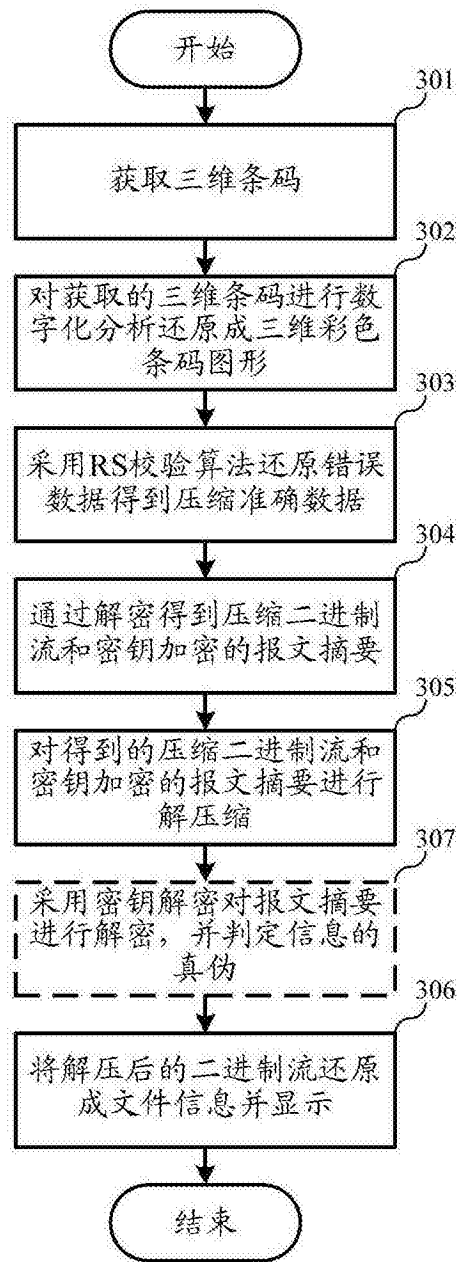 开始
301
获取三维条码
302
对获取的三维条码进行数
字化分析还原成三维彩色
条码图形
303
采用RS校验算法还原错误
数据得到压缩准确数据
304
通过解密得到压缩二进制
流和密钥加密的报文摘要
305
对得到的压缩二进制流和
密钥加密的报文摘要进行
解压缩
307
采用密钥解密对报文摘要
进行解密，并判定信息的
真伪
306
将解压后的二进制流还原
成文件信息并显示
结束